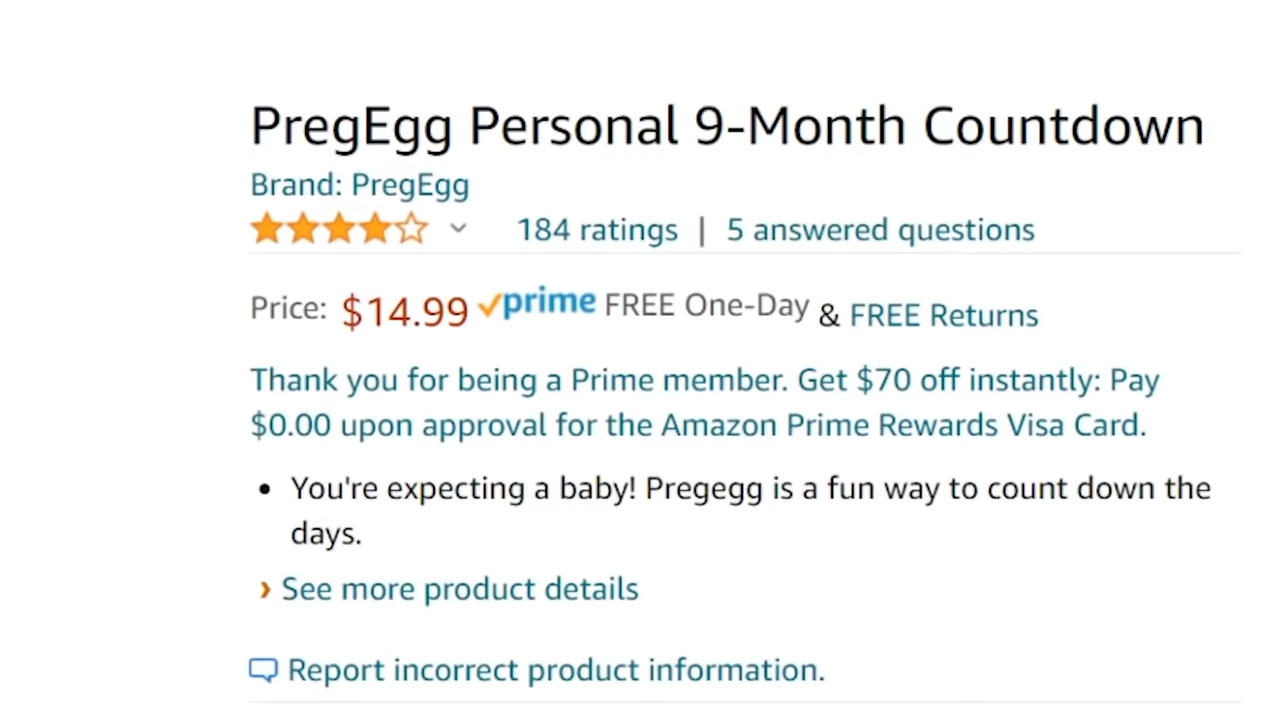 PregEgg Personal 9-Month Countdown
Brand: PregEgg
184 ratings | 5 answered questions
Price: $14.99 prime FREE One-Day & FREE Returns
Thank you for being a Prime member. Get $70 off instantly: Pay
$0.00 upon approval for the Amazon Prime Rewards Visa Card.
• You're expecting a baby! Pregegg is a fun way to count down the
days.
› See more product details
Report incorrect product information.